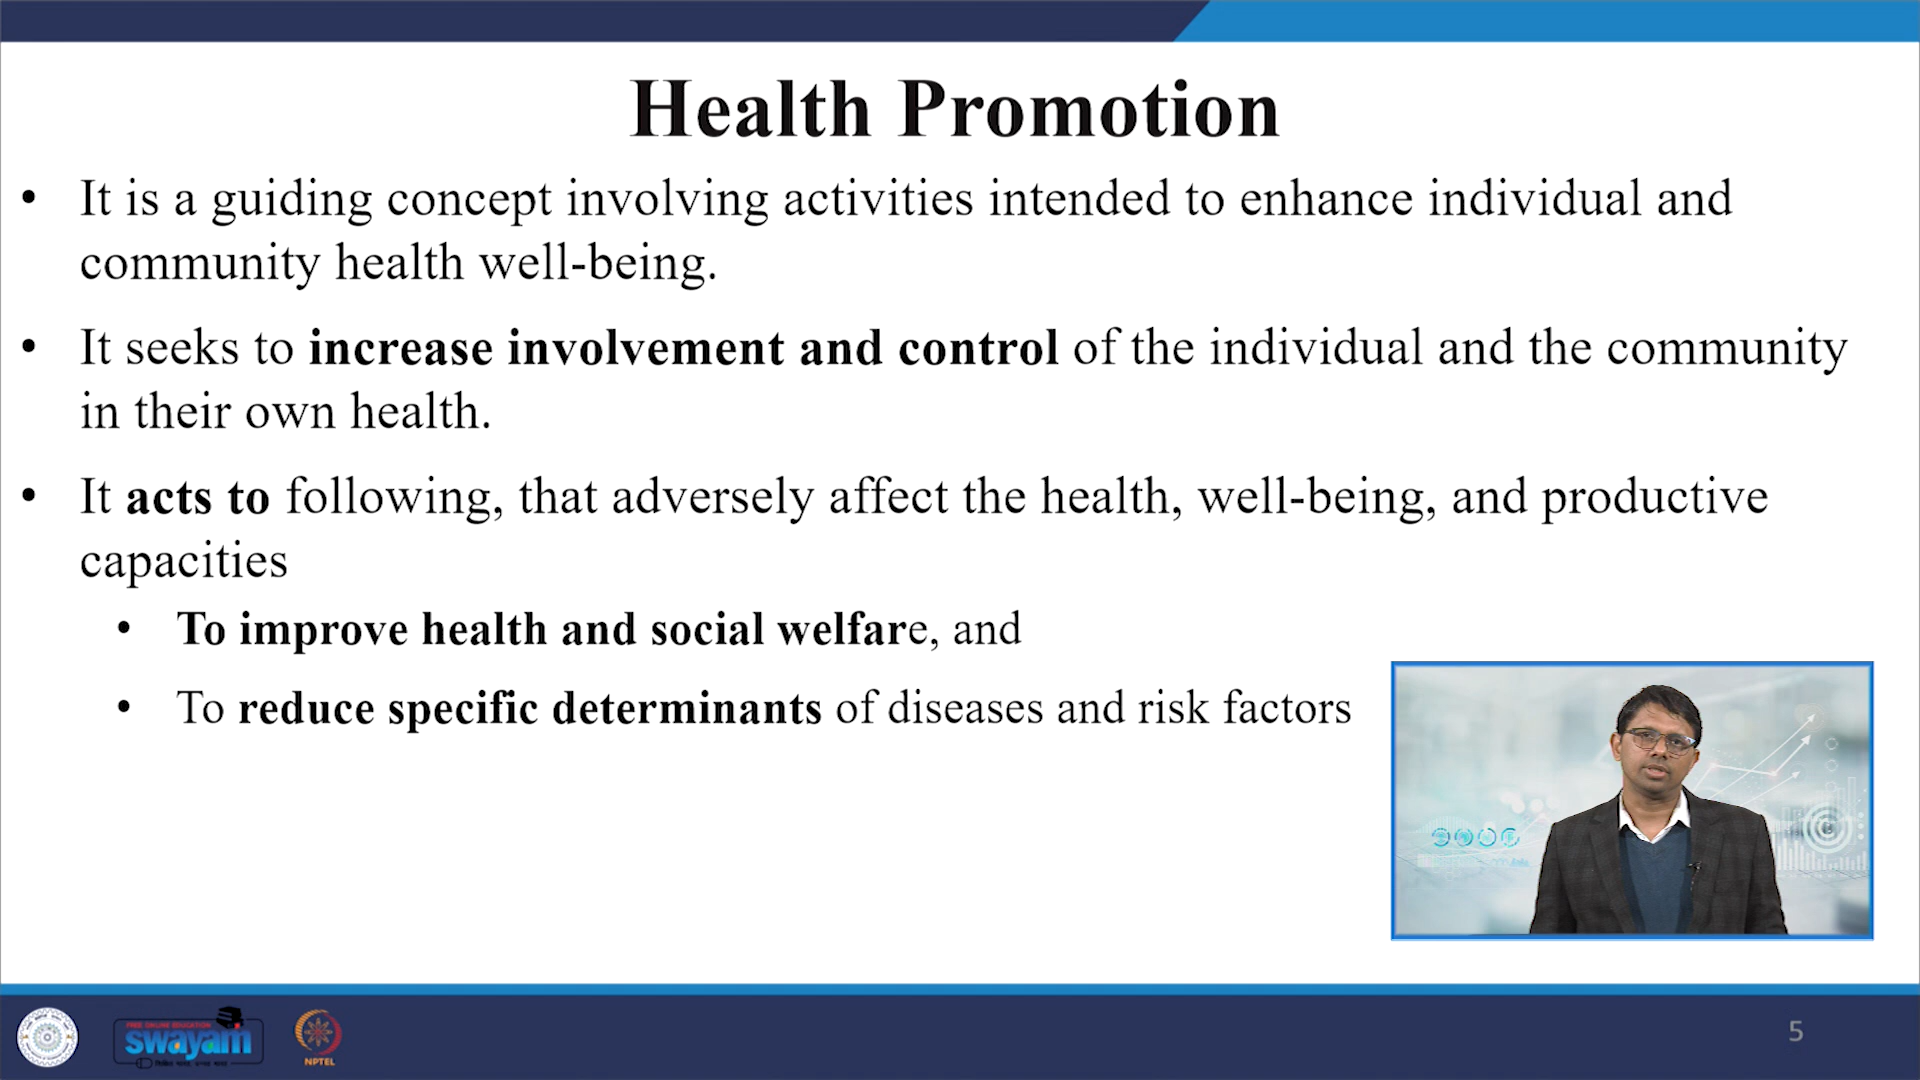 Health Promotion
• It is a guiding concept involving activities intended to enhance individual and
community health well-being.
• It seeks to increase involvement and control of the individual and the community
in their own health.
• It acts to following, that adversely affect the health, well-being, and productive
capacities
• To improve health and social welfare, and
• To reduce specific determinants of diseases and risk factors
FREE ONLINE EDUCATION
swayam
NPTEL
5